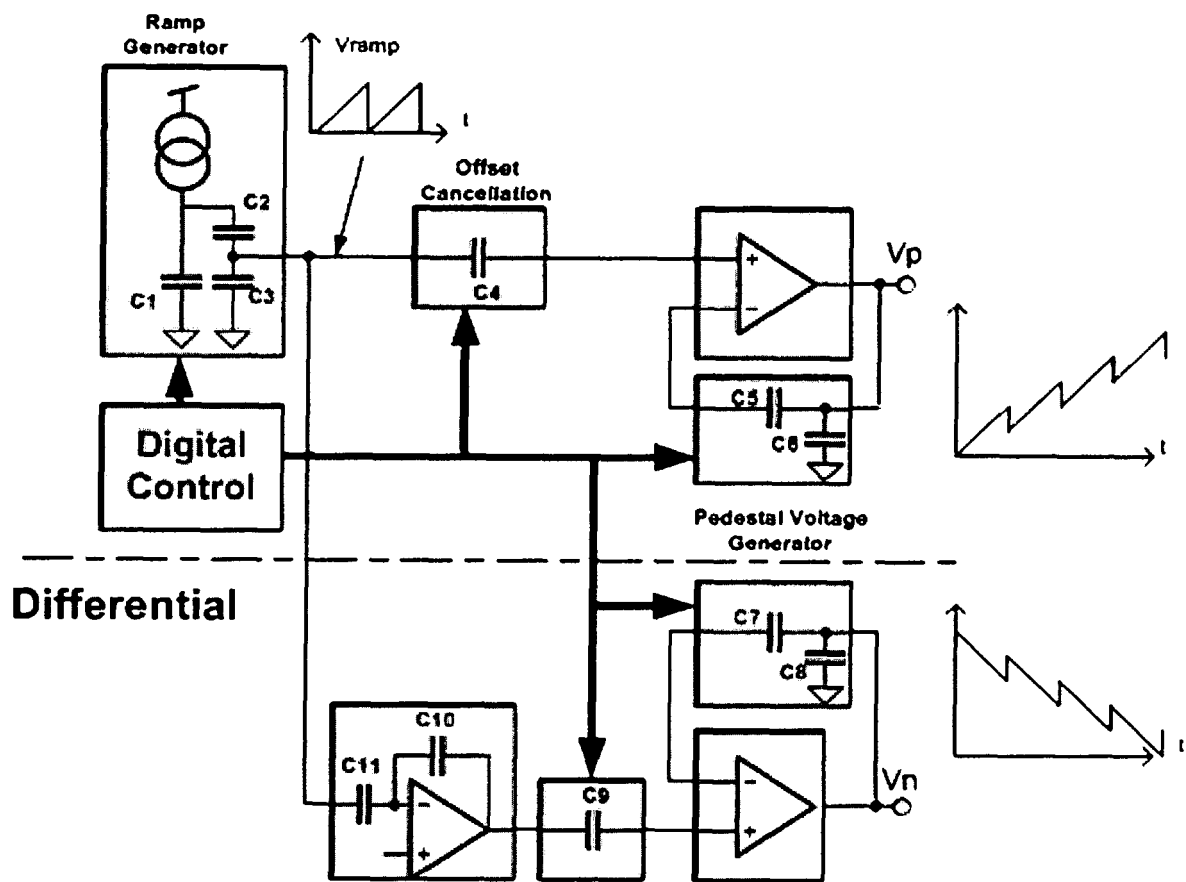 Ramp
Generator
Vramp
t
Offset
Cancellation
C2
C1
C3
C4
Vp
C5
C6
t
Digital
Control
Pedestal Voltage
Generator
Differential
C7
C8
t
C10
C11
C9
Vn